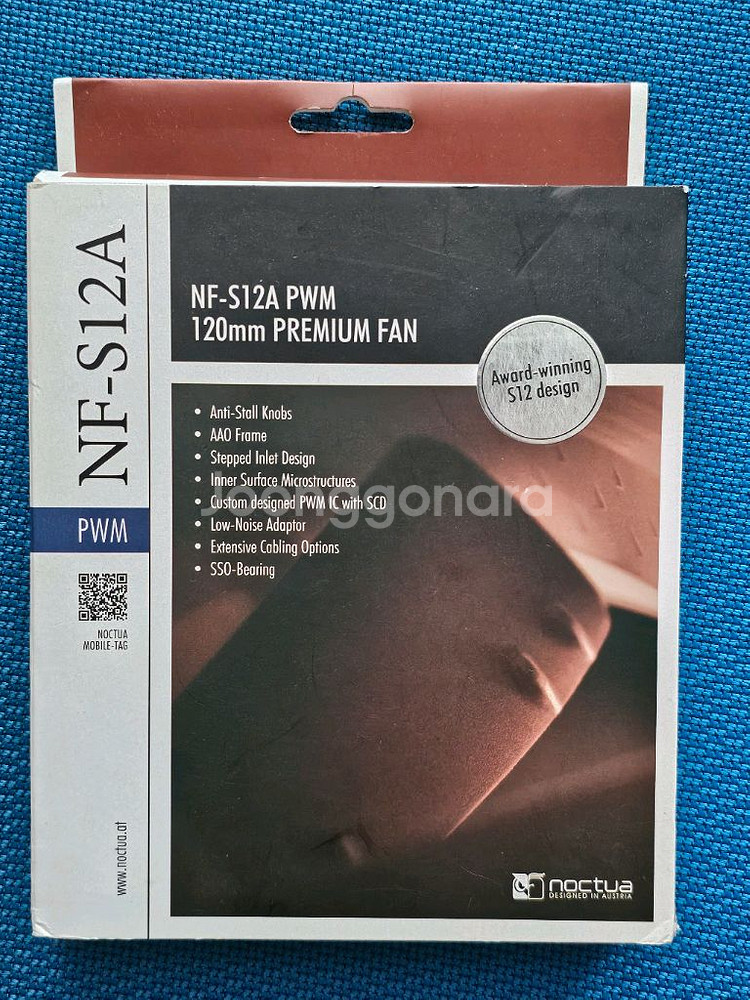 NF-S12A
PWM
NOCTUA
MOBILE-TAG
www.noctua.at
NF-S12A PWM
120mm PREMIUM FAN
Award-winning
S12 design
• Anti-Stall Knobs
• AAO Frame
• Stepped Inlet Design
• Inner Surface Microstructures
• Custom designed PWM IC with SCD
• Low-Noise Adaptor
• Extensive Cabling Options
• SSO-Bearing
Joonggonara
noctua
DESIGNED IN AUSTRIA